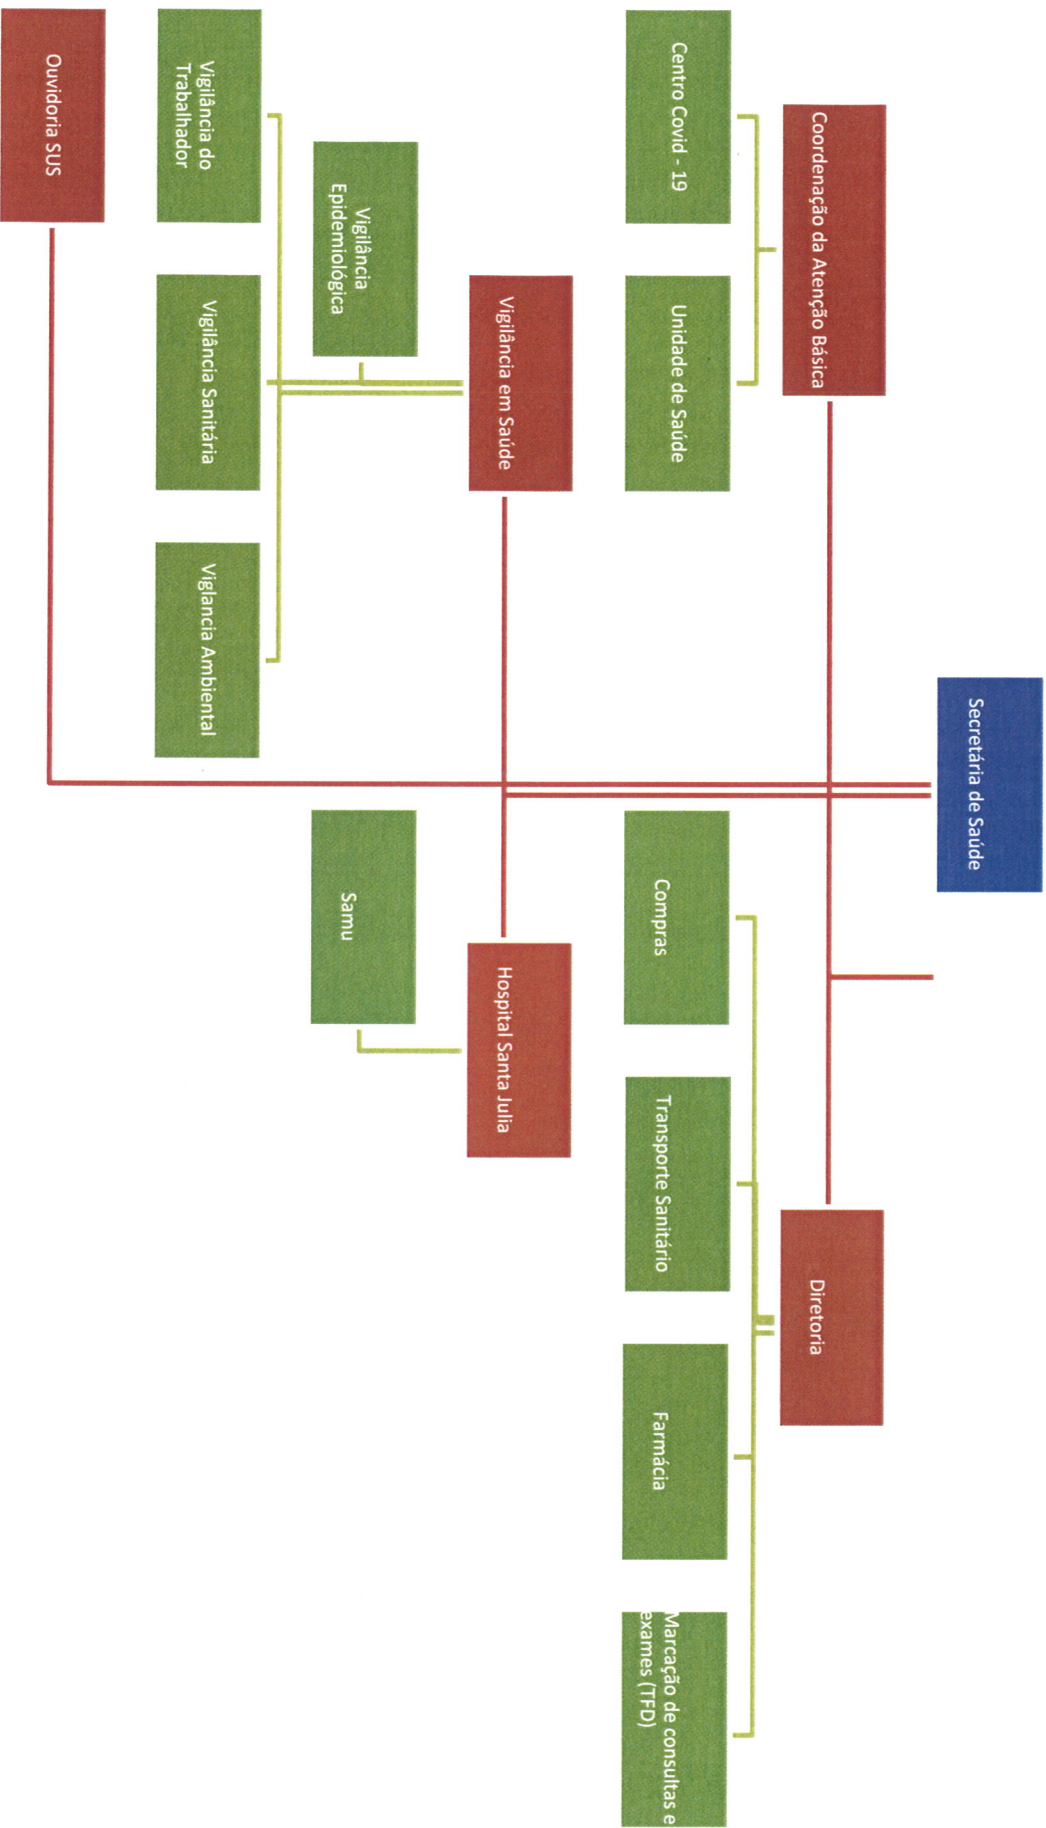 Secretária de Saúde
Coordenação da Atenção Básica
Diretoria
Centro Covid - 19
Unidade de Saúde
Compras
Transporte Sanitário
Farmácia
Marcação de consultas e
exames (TFD)
Vigilância em Saúde
Hospital Santa Julia
Vigilância
Epidemiológica
Samu
Vigilância do
Trabalhador
Vigilância Sanitária
Viglancia Ambiental
Ouvidoria SUS